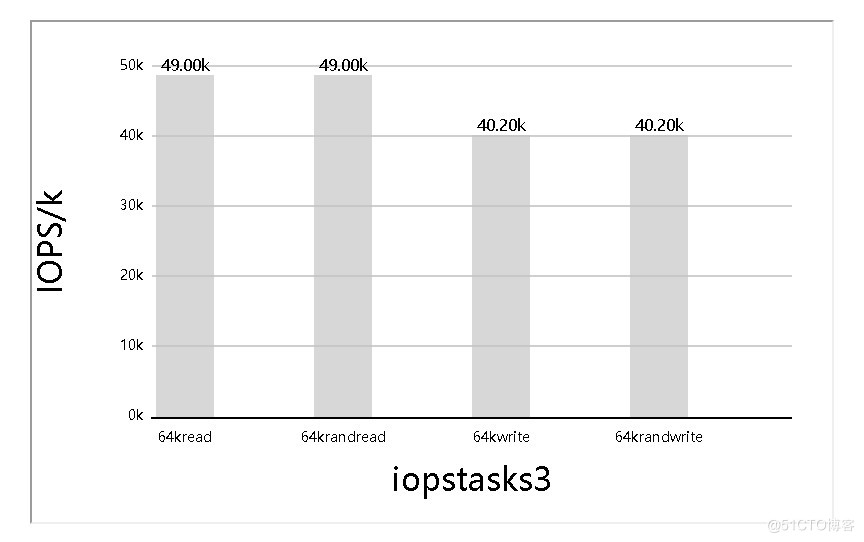 50k
49.00k
49.00k
40.20k
40.20k
40k
30k
20k
10k
0k
IOPS/k
64kread
64krandread
64kwrite
64krandwrite
iopstasks3
@51CTO博客